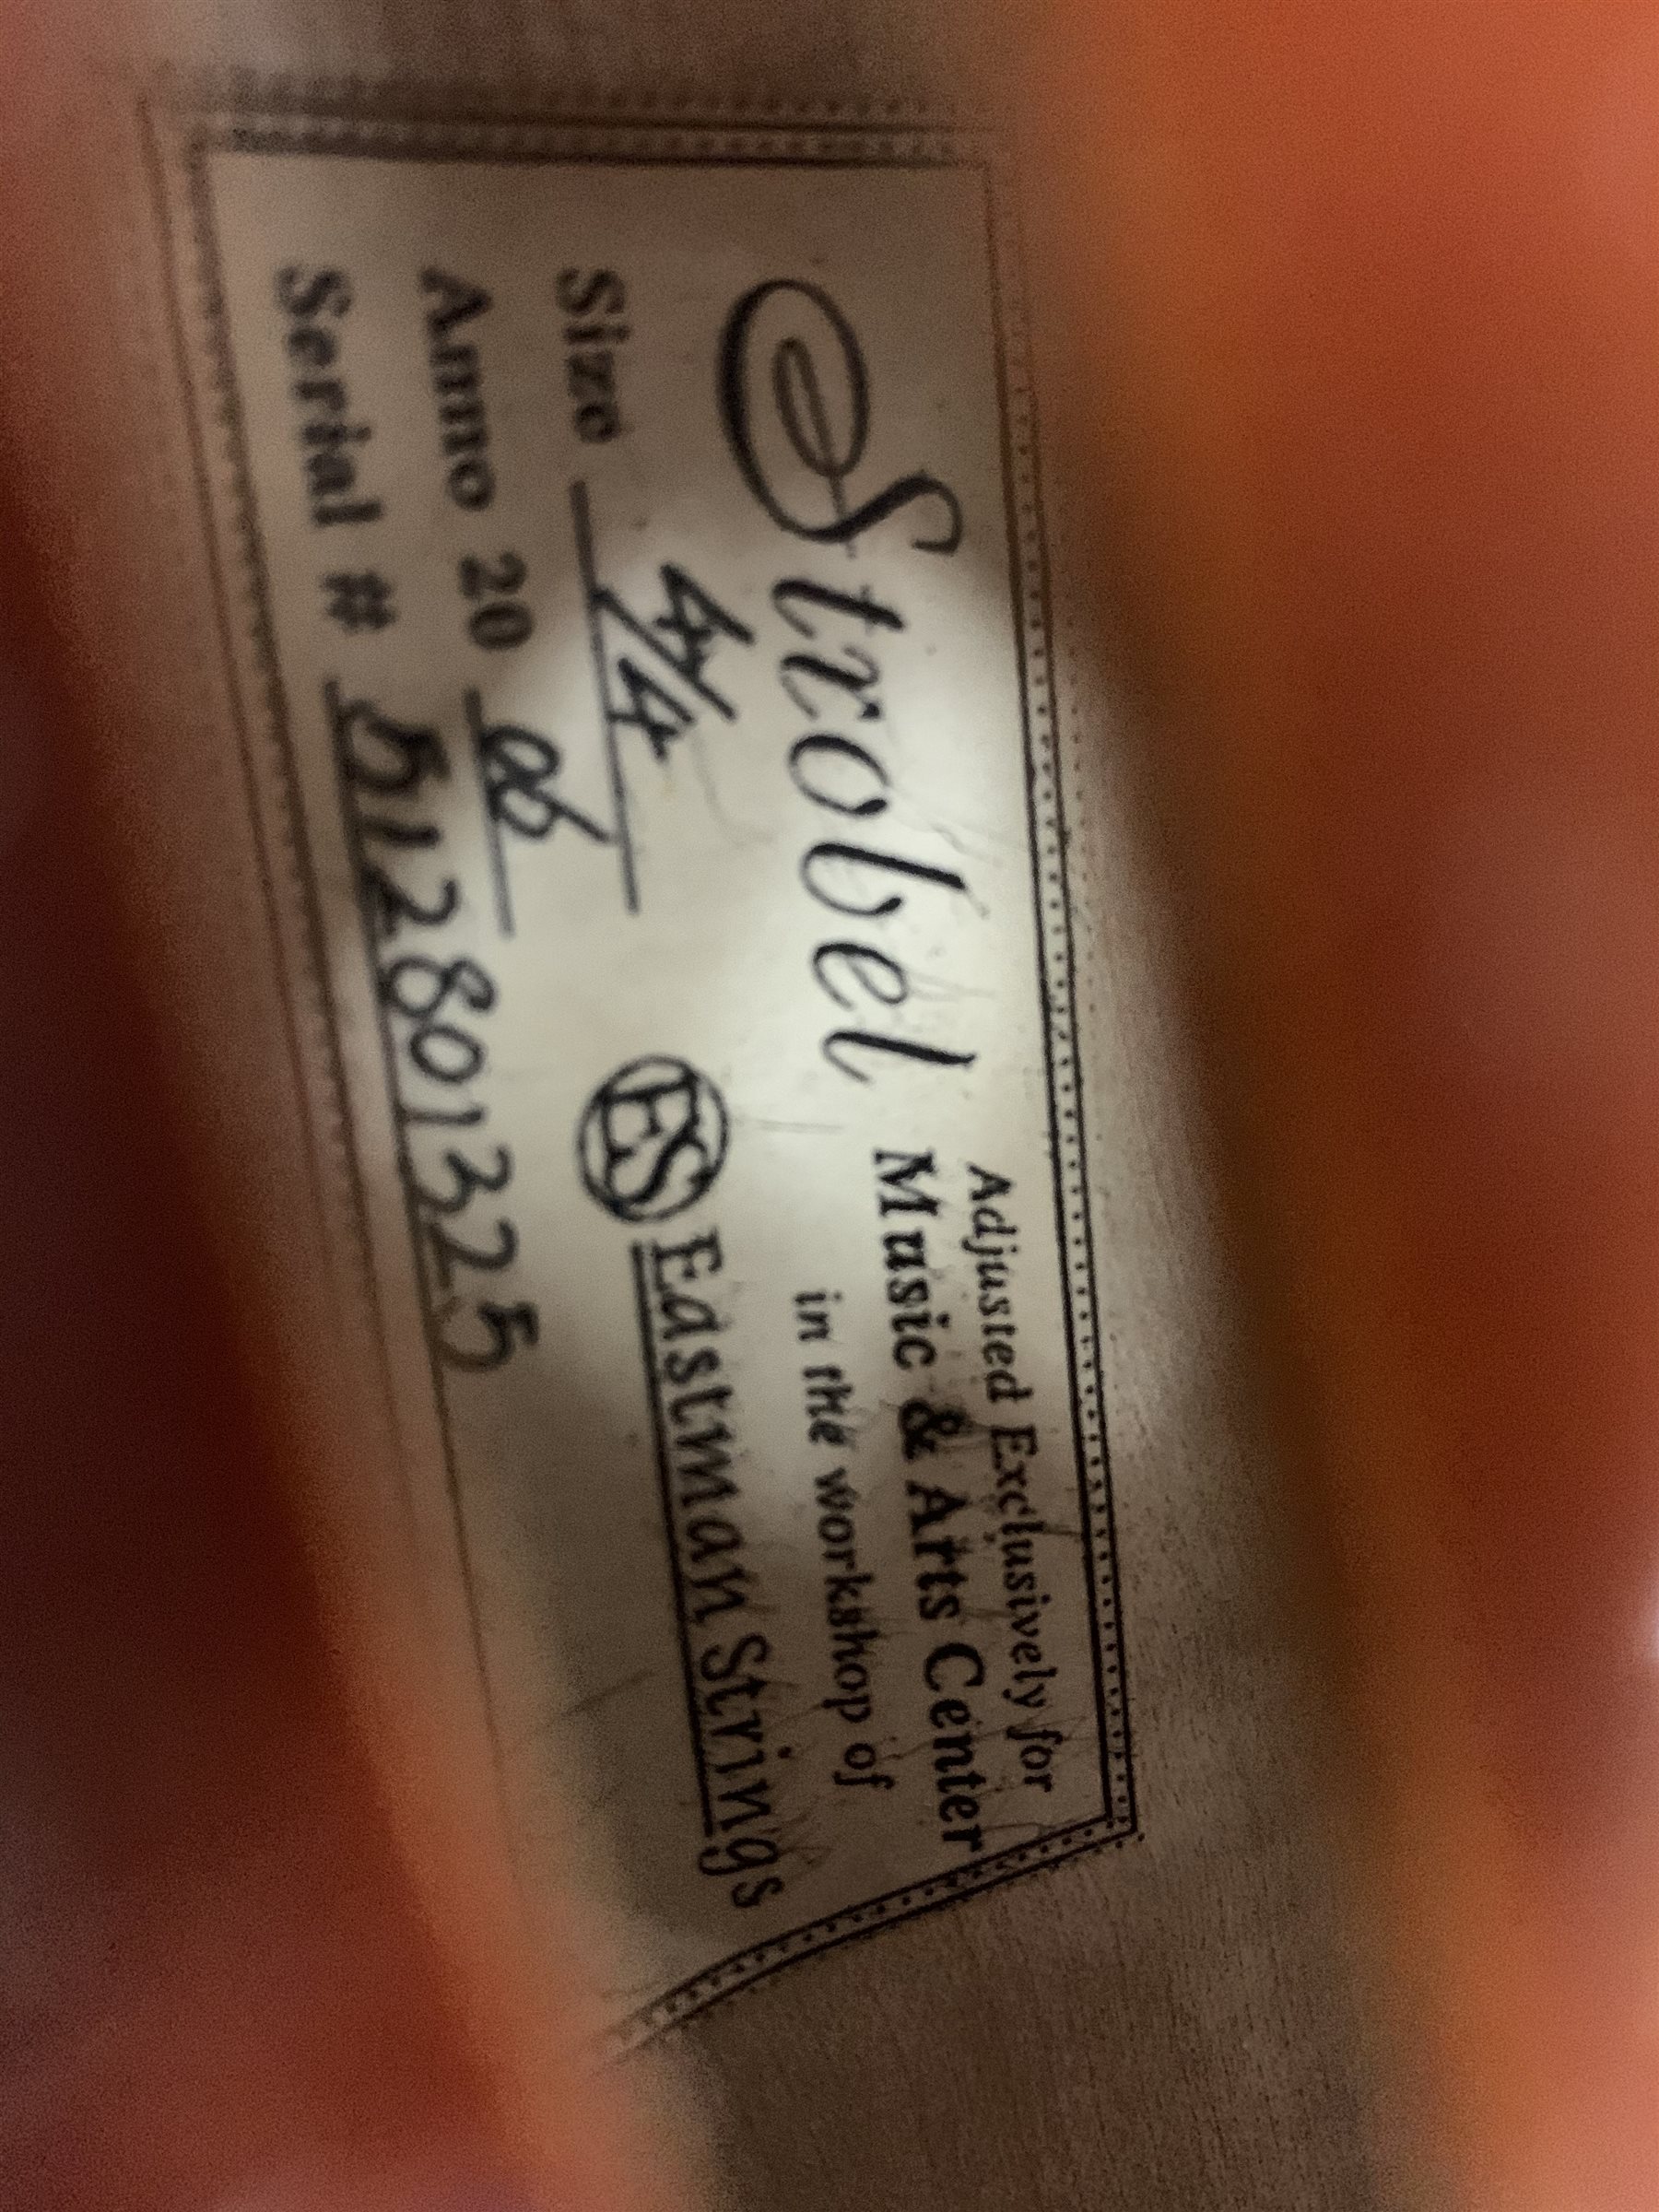 Strobel
Adjusted Exclusively for
Music & Arts Center
in the workshop of
ES Eastman Strings
Size 4/4
Anno 20 06
Serial # 512801325